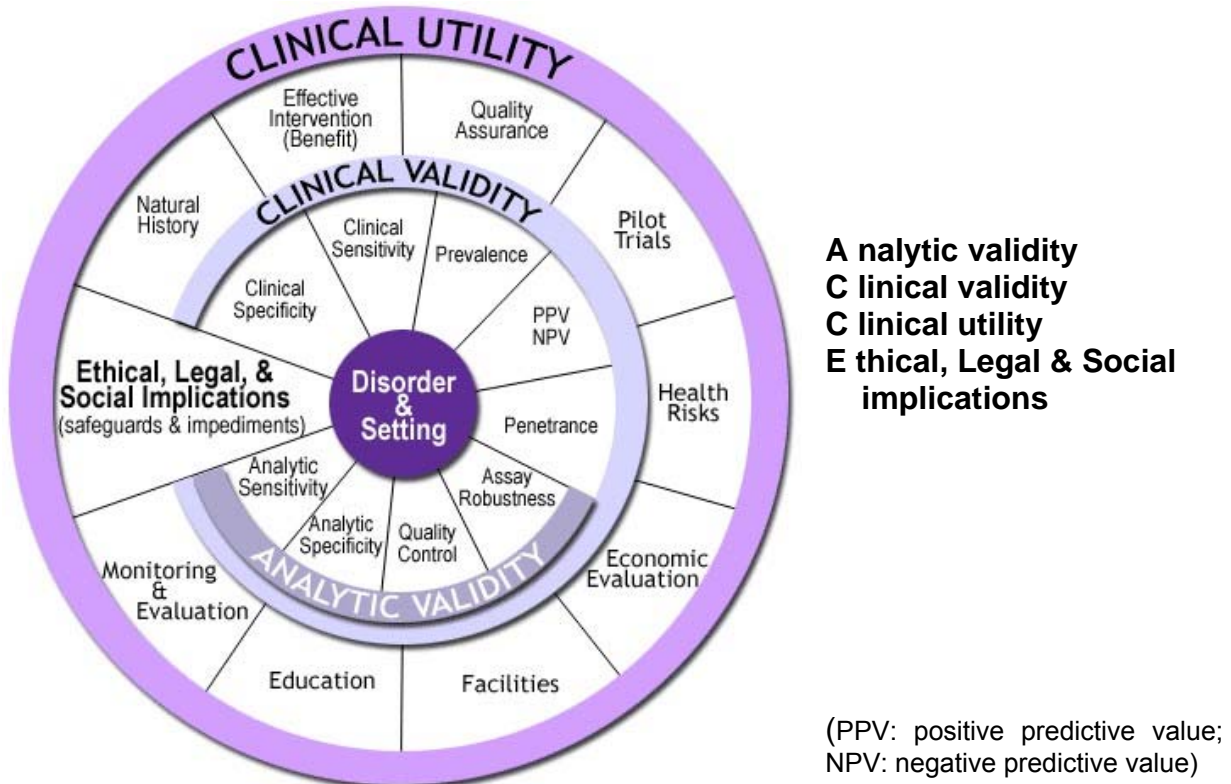 CLINICAL UTILITY
Effective
Intervention
(Benefit)
Quality
Assurance
Natural
History
Pilot
Trials
CLINICAL VALIDITY
Clinical
Sensitivity
Prevalence
Clinical
Specificity
PPV
NPV
Ethical, Legal, &
Social Implications
(safeguards & impediments)
Disorder
&
Setting
Health
Risks
Penetrance
Analytic
Sensitivity
Analytic
Specificity
Quality
Control
Assay
Robustness
ANALYTIC VALIDITY
Monitoring
&
Evaluation
Economic
Evaluation
Education
Facilities
A nalytic validity
C linical validity
C linical utility
E thical, Legal & Social
implications
(PPV: positive predictive value;
NPV: negative predictive value)